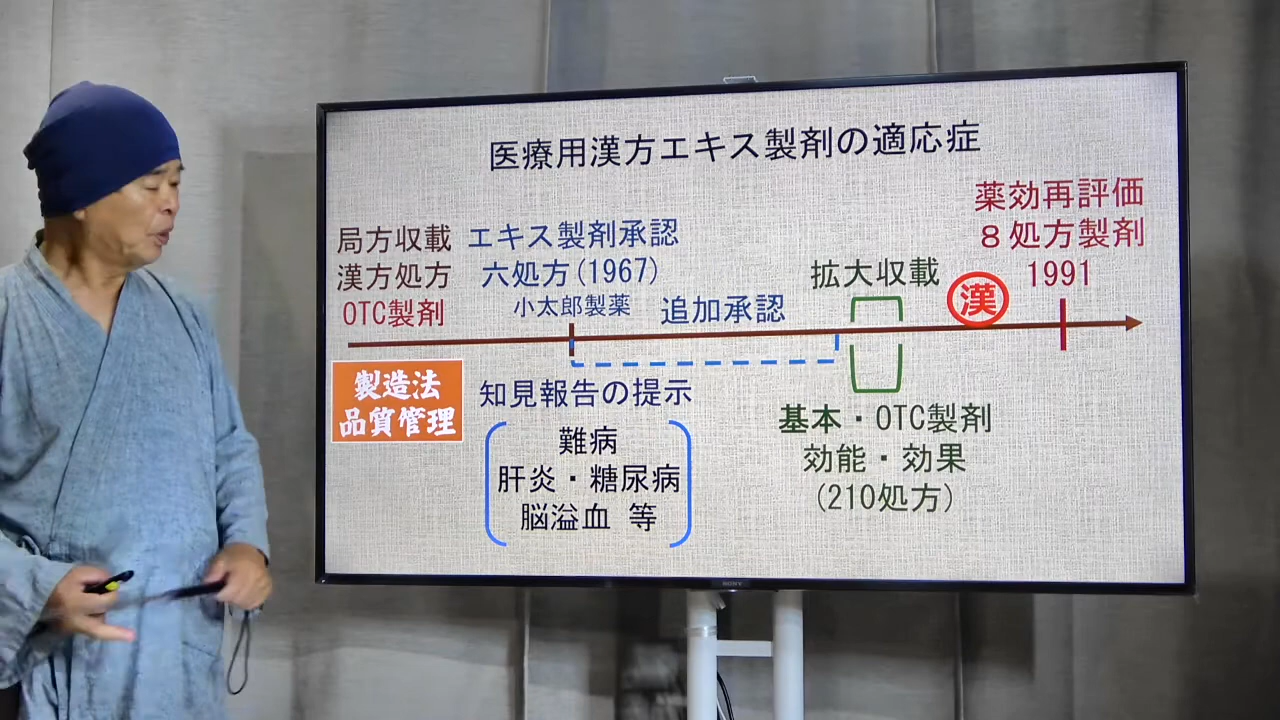 医療用漢方エキス製剤の適応症
局方収載
漢方処方
OTC製剤
エキス製剤承認
六処方(1967)
小太郎製薬
追加承認
拡大収載
漢
薬効再評価
８処方製剤
1991
製造法
品質管理
知見報告の提示
難病
肝炎・糖尿病
脳溢血 等
基本・OTC製剤
効能・効果
(210処方)
SONY